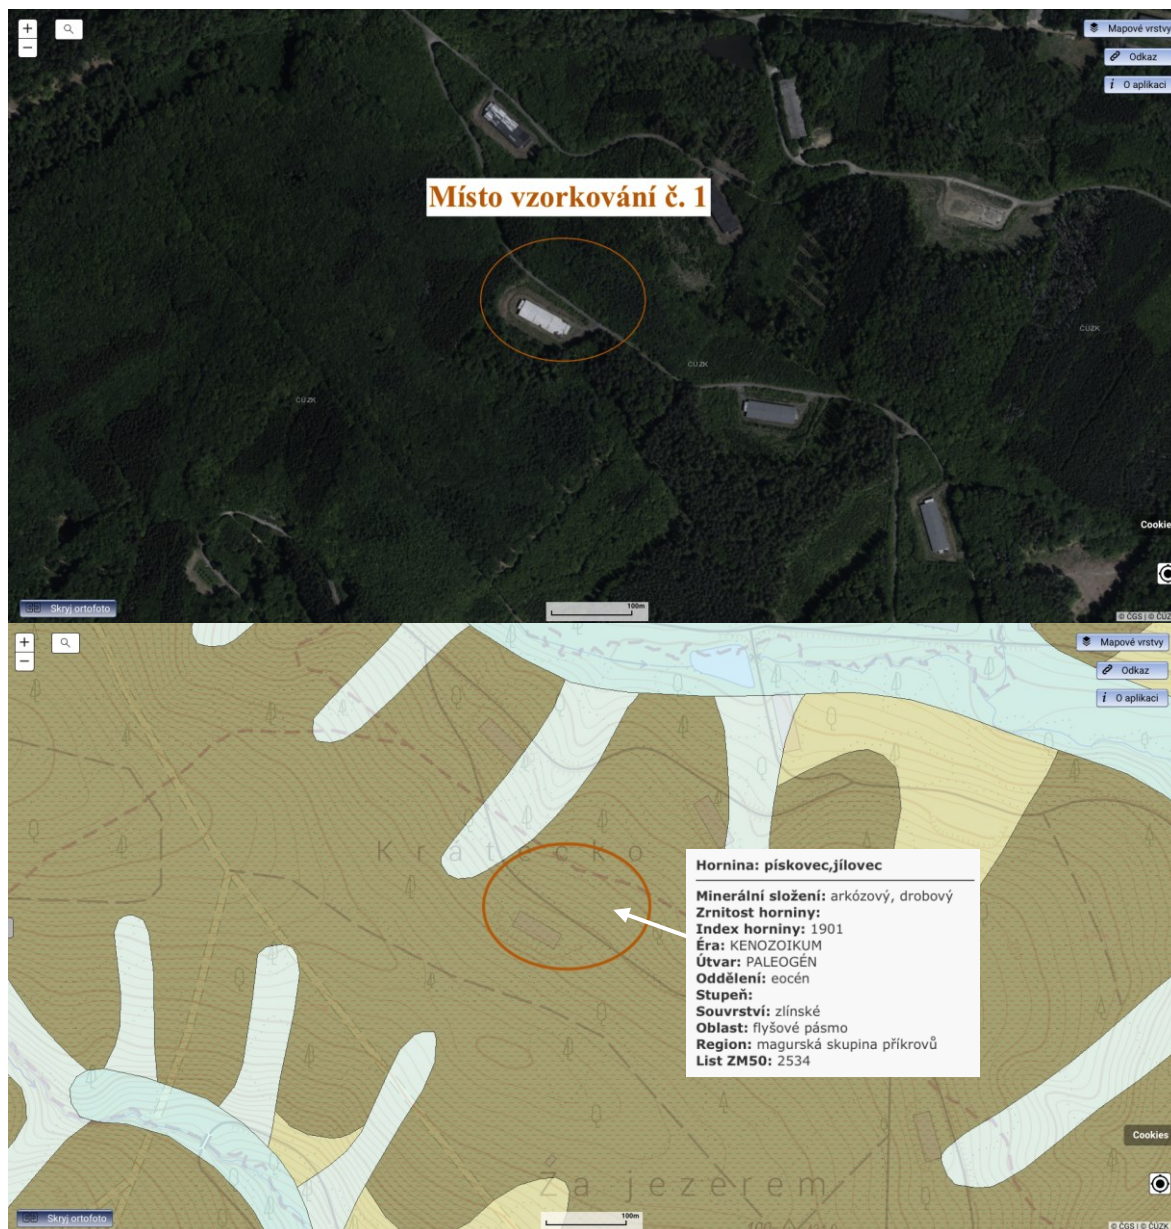 +
−
Mapové vrstvy
Odkaz
i O aplikaci
Místo vzorkování č. 1
ČÚZK
ČÚZK
ČÚZK
Cookie
Skryj ortofoto
100m
© ČGS | © ČÚZ
+
−
Mapové vrstvy
Odkaz
i O aplikaci
Krátečko
Hornina: pískovec,jílovec
Minerální složení: arkózový, drobový
Zrnitost horniny:
Index horniny: 1901
Éra: KENOZOIKUM
Útvar: PALEOGÉN
Oddělení: eocén
Stupeň:
Souvrství: zlínské
Oblast: flyšové pásmo
Region: magurská skupina příkrovů
List ZM50: 2534
Cookies
Za jezerem
Skryj ortofoto
100m
© ČGS | © ČÚZK